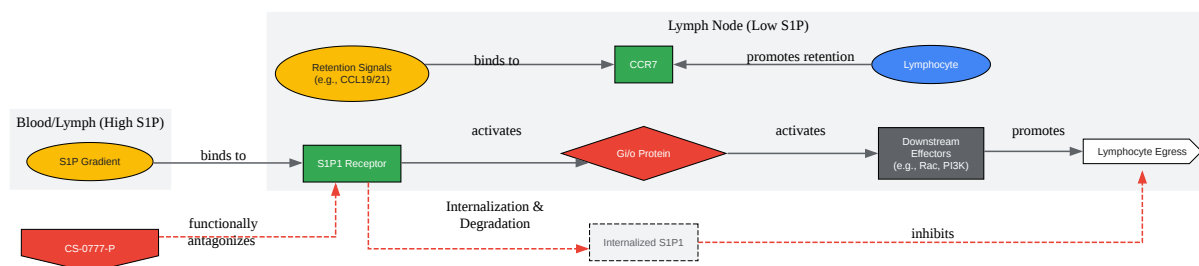 Lymph Node (Low S1P)
Retention Signals
(e.g., CCL19/21)
binds to
CCR7
promotes retention
Lymphocyte
Blood/Lymph (High S1P)
S1P Gradient
binds to
S1P1 Receptor
activates
Gi/o Protein
activates
Downstream
Effectors
(e.g., Rac, PI3K)
promotes
Lymphocyte Egress
CS-0777-P
functionally
antagonizes
Internalization &
Degradation
Internalized S1P1
inhibits